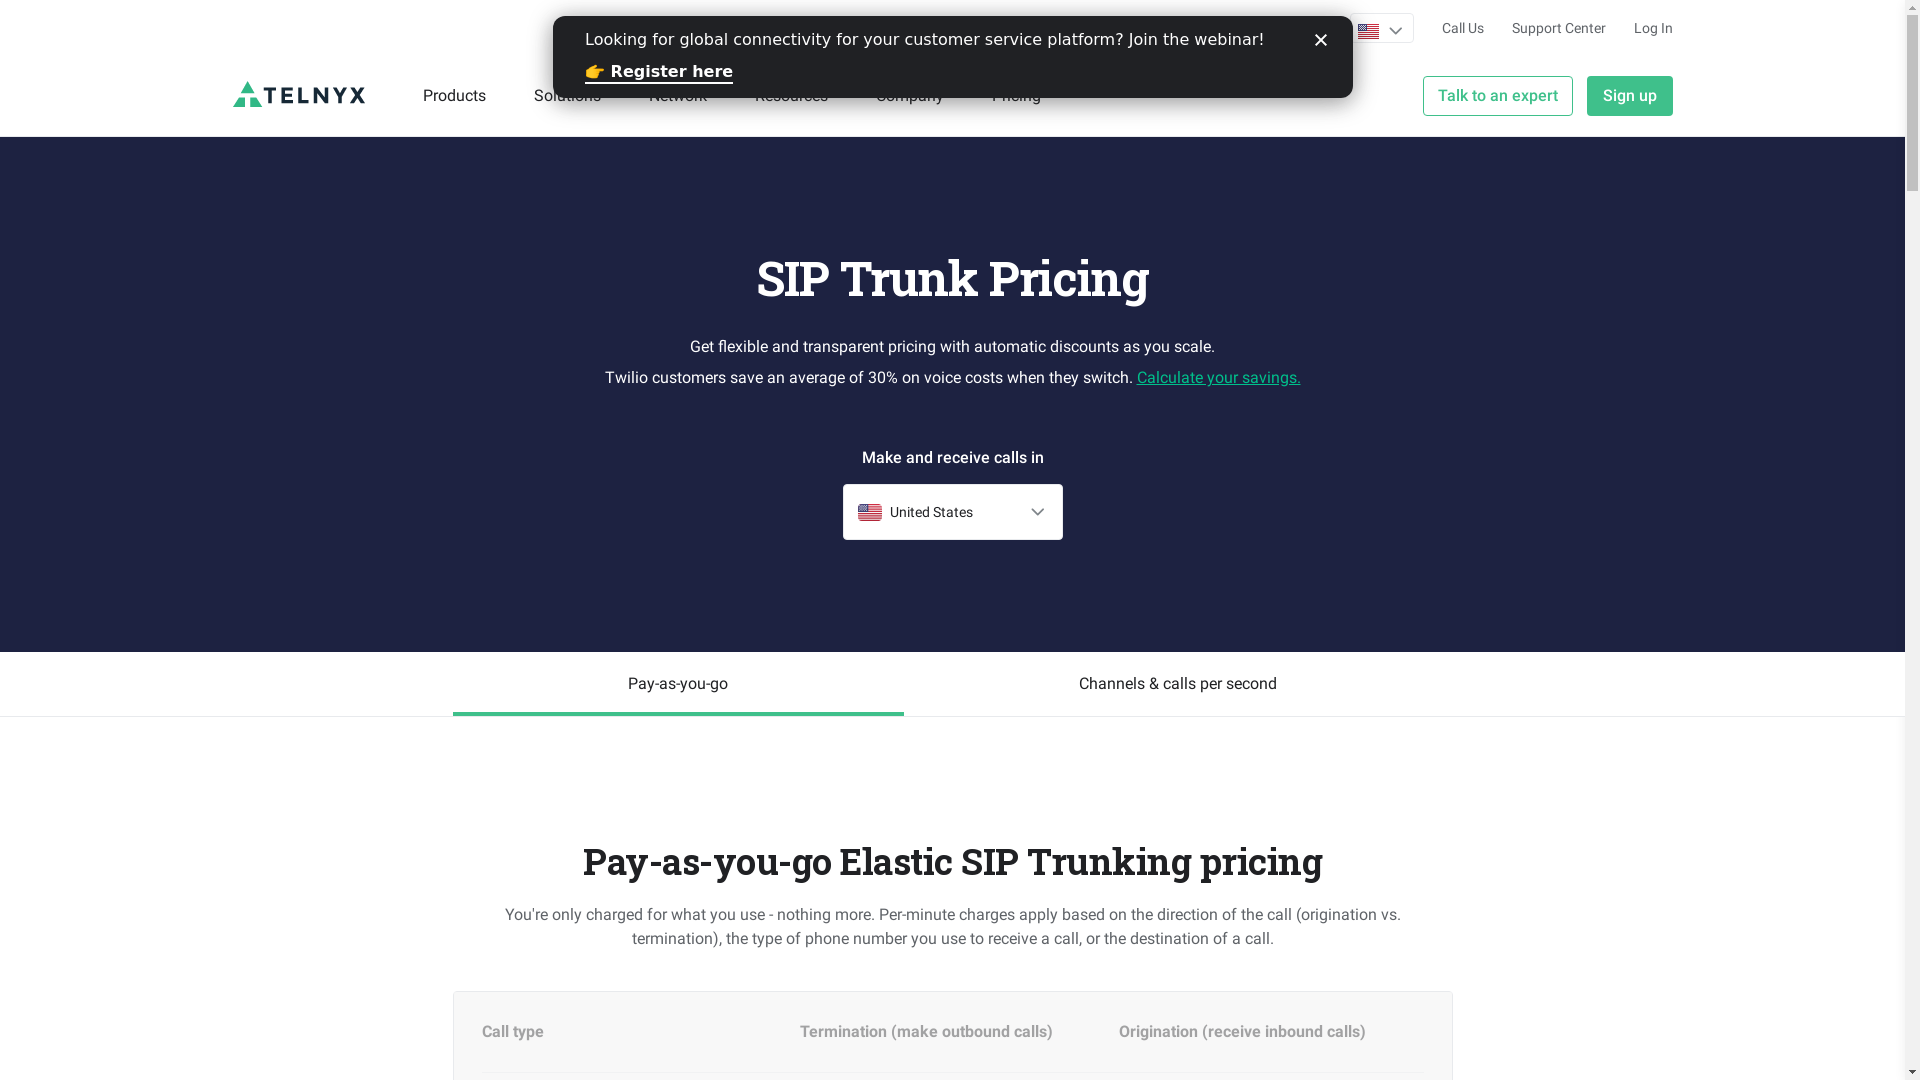 Looking for global connectivity for your customer service platform? Join the webinar!
👉 Register here
Call Us
Support Center
Log In
TELNYX
Products
Solutions
Network
Resources
Company
Pricing
Talk to an expert
Sign up
SIP Trunk Pricing
Get flexible and transparent pricing with automatic discounts as you scale.
Twilio customers save an average of 30% on voice costs when they switch. Calculate your savings.
Make and receive calls in
United States
Pay-as-you-go
Channels & calls per second
Pay-as-you-go Elastic SIP Trunking pricing
You're only charged for what you use - nothing more. Per-minute charges apply based on the direction of the call (origination vs.
termination), the type of phone number you use to receive a call, or the destination of a call.
Call type
Termination (make outbound calls)
Origination (receive inbound calls)